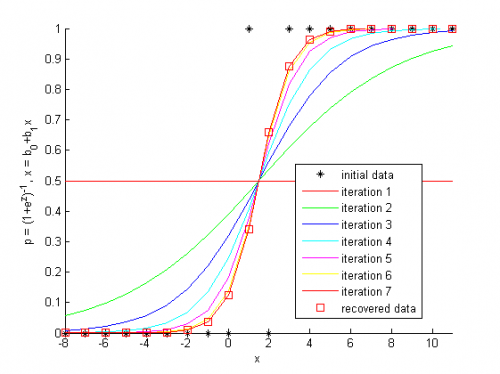 1
0.9
0.8
0.7
0.6
0.5
0.4
0.3
0.2
0.1
0
-8 -6 -4 -2 0 2 4 6 8 10
x
p = (1+e^z)^-1, x = b_0+b_1x
initial data
iteration 1
iteration 2
iteration 3
iteration 4
iteration 5
iteration 6
iteration 7
recovered data